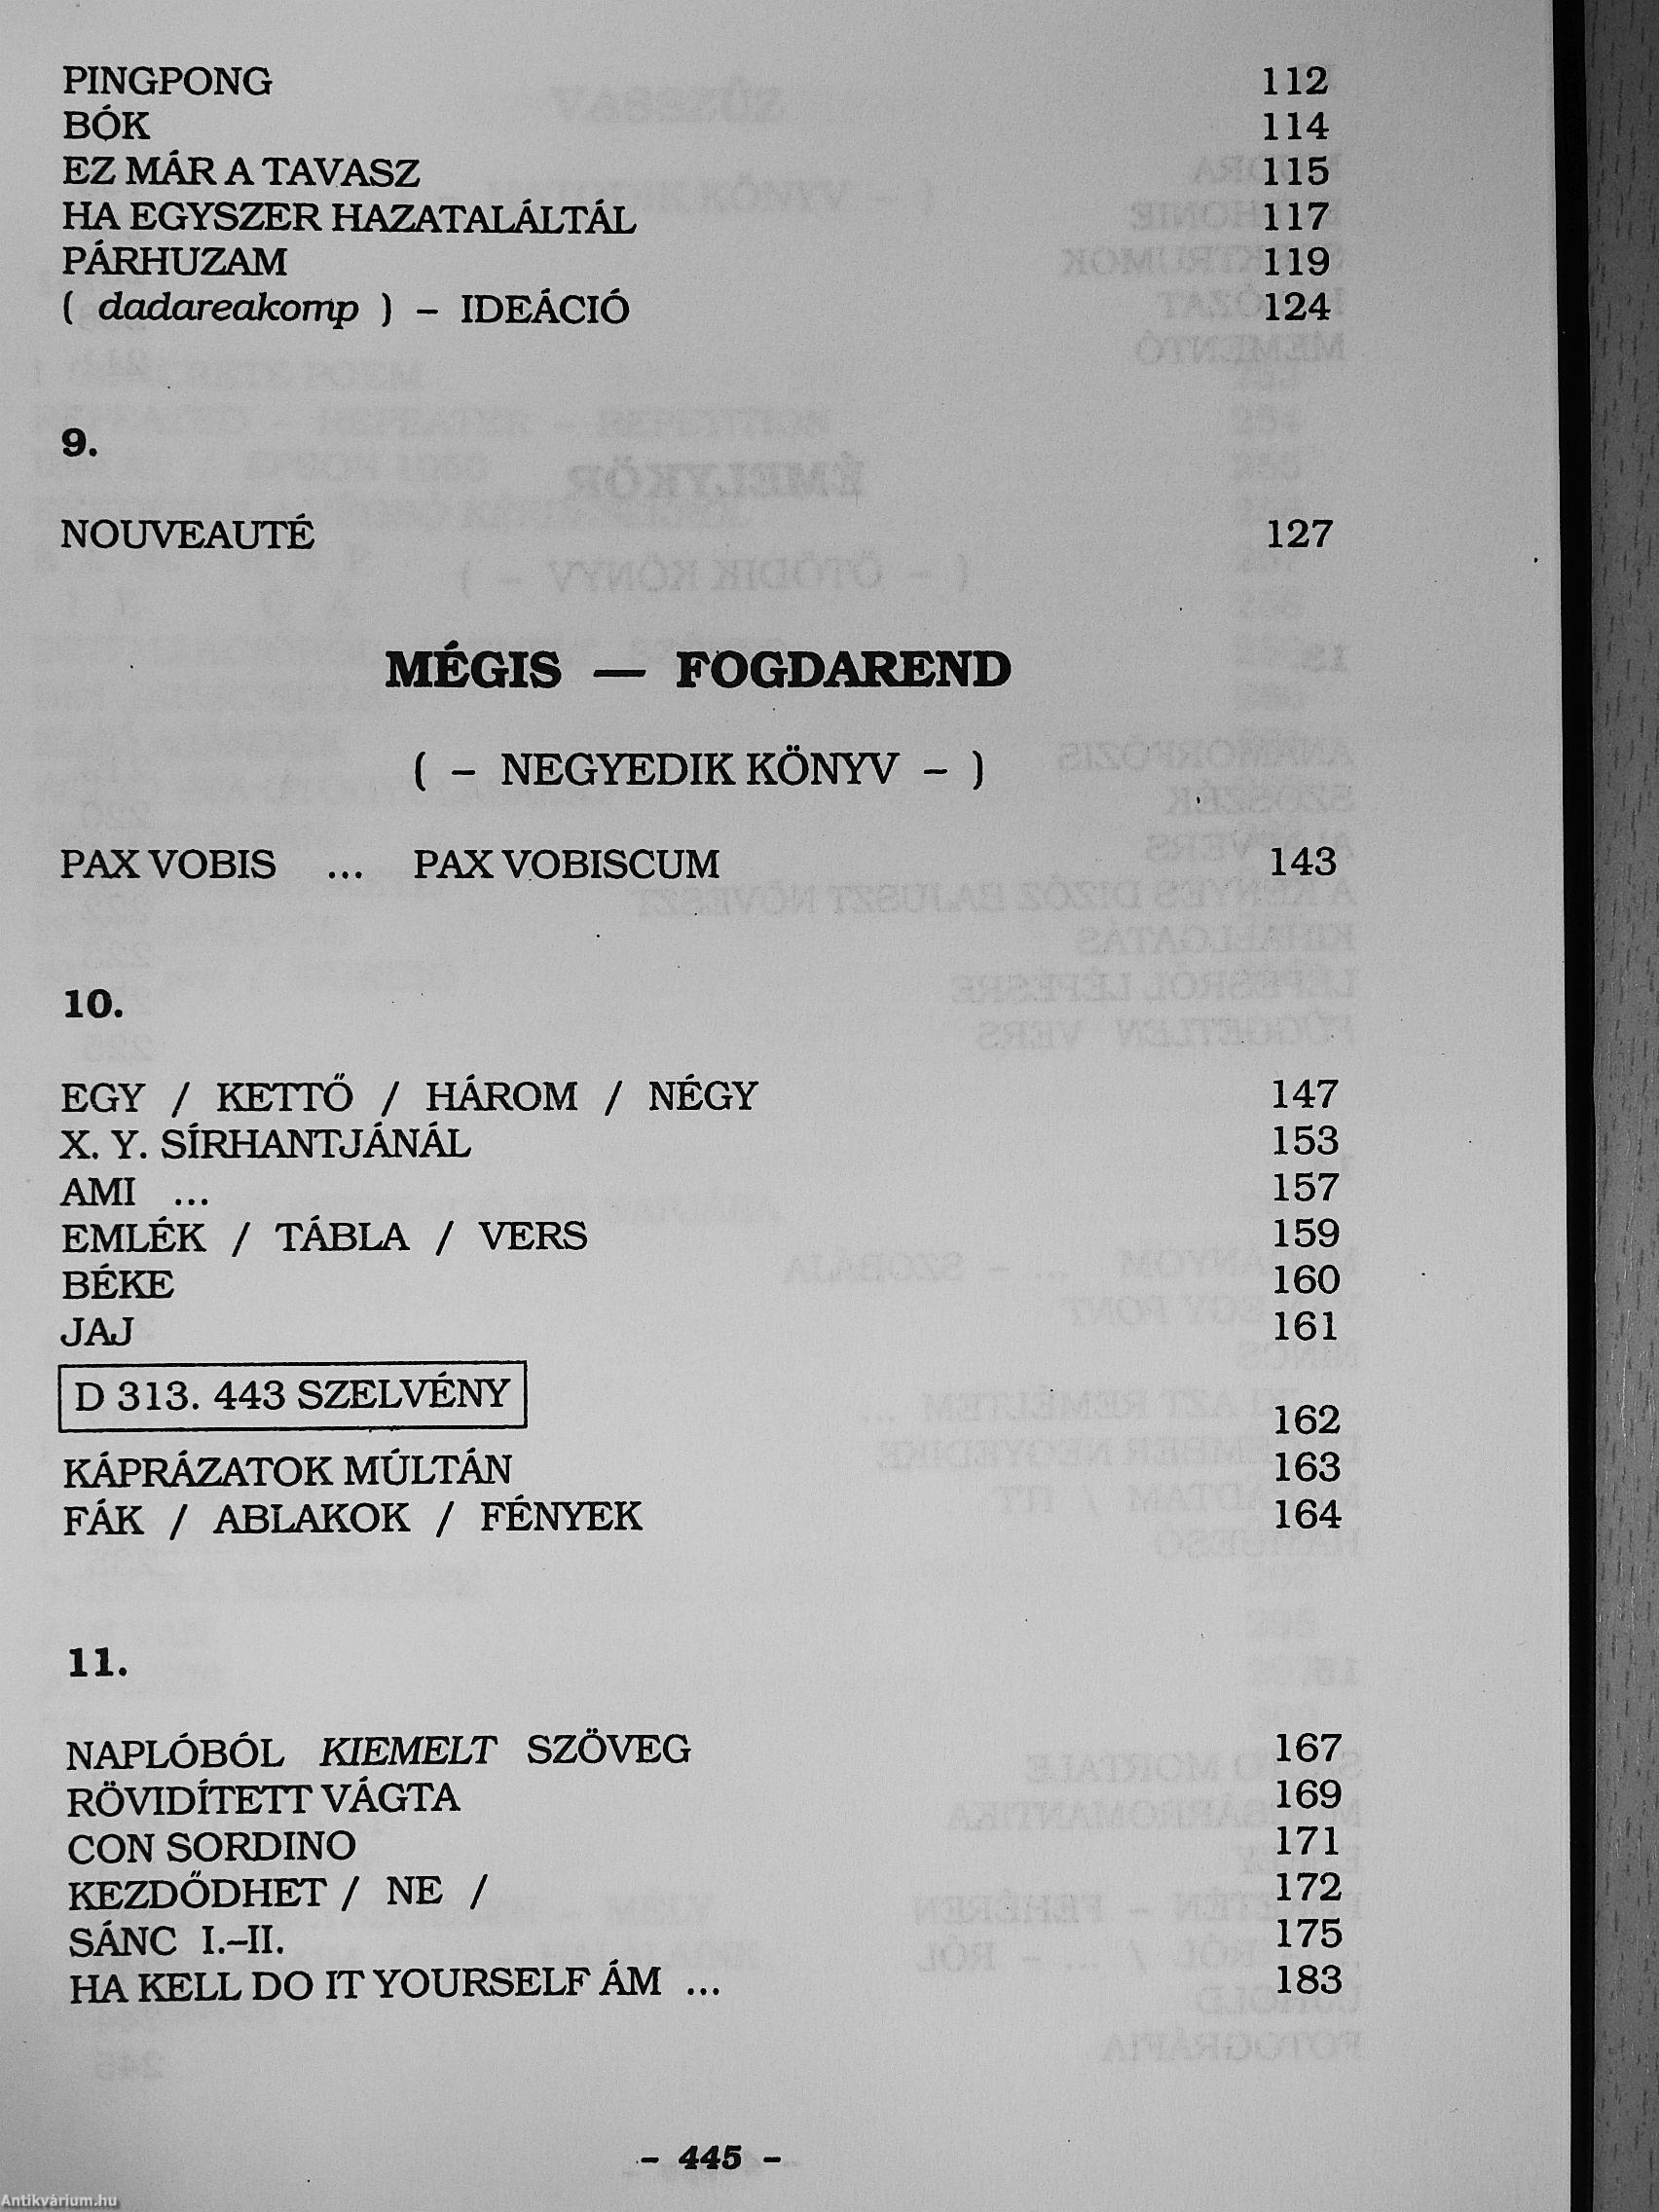 PINGPONG 112
BÓK 114
EZ MÁR A TAVASZ 115
HA EGYSZER HAZATALÁLTÁL 117
PÁRHUZAM 119
( dadareakomp ) – IDEÁCIÓ 124
9.
NOUVEAUTÉ 127
MÉGIS — FOGDAREND
( – NEGYEDIK KÖNYV – )
PAX VOBIS ... PAX VOBISCUM 143
10.
EGY / KETTŐ / HÁROM / NÉGY 147
X. Y. SÍRHANTJÁNÁL 153
AMI ... 157
EMLÉK / TÁBLA / VERS 159
BÉKE 160
JAJ 161
D 313. 443 SZELVÉNY 162
KÁPRÁZATOK MÚLTÁN 163
FÁK / ABLAKOK / FÉNYEK 164
11.
NAPLÓBÓL KIEMELT SZÖVEG 167
RÖVIDÍTETT VÁGTA 169
CON SORDINO 171
KEZDŐDHET / NE / 172
SÁNC I.–II. 175
HA KELL DO IT YOURSELF ÁM ... 183
– 445 –
Antikvárium.hu